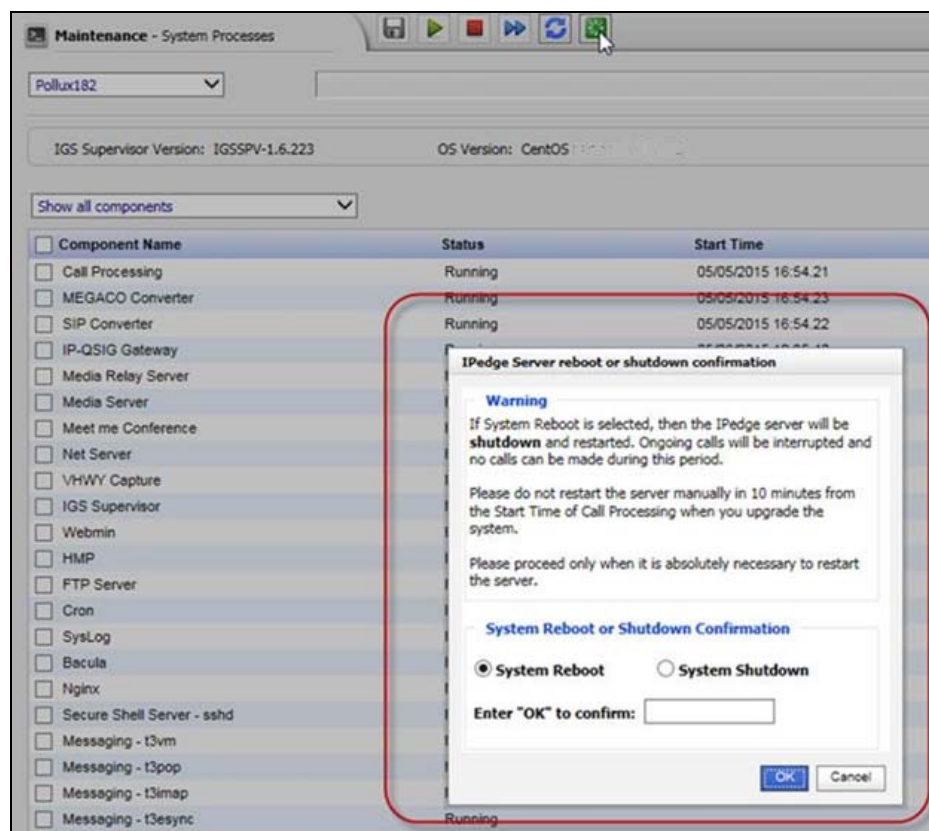 Maintenance - System Processes
Pollux182
IGS Supervisor Version: IGSSPV-1.6.223 OS Version: CentOS
Show all components
Component Name Status Start Time
Call Processing Running 05/05/2015 16:54.21
MEGACO Converter Running 05/05/2015 16:54.23
SIP Converter Running 05/05/2015 16:54.22
IP-QSIG Gateway
Media Relay Server
Media Server
Meet me Conference
Net Server
VHWY Capture
IGS Supervisor
Webmin
HMP
FTP Server
Cron
SysLog
Bacula
Nginx
Secure Shell Server - sshd
Messaging - t3vm
Messaging - t3pop
Messaging - t3imap
Messaging - t3esync Running
IPedge Server reboot or shutdown confirmation
Warning
If System Reboot is selected, then the IPedge server will be
shutdown and restarted. Ongoing calls will be interrupted and
no calls can be made during this period.
Please do not restart the server manually in 10 minutes from
the Start Time of Call Processing when you upgrade the
system.
Please proceed only when it is absolutely necessary to restart
the server.
System Reboot or Shutdown Confirmation
System Reboot System Shutdown
Enter "OK" to confirm:
OK Cancel